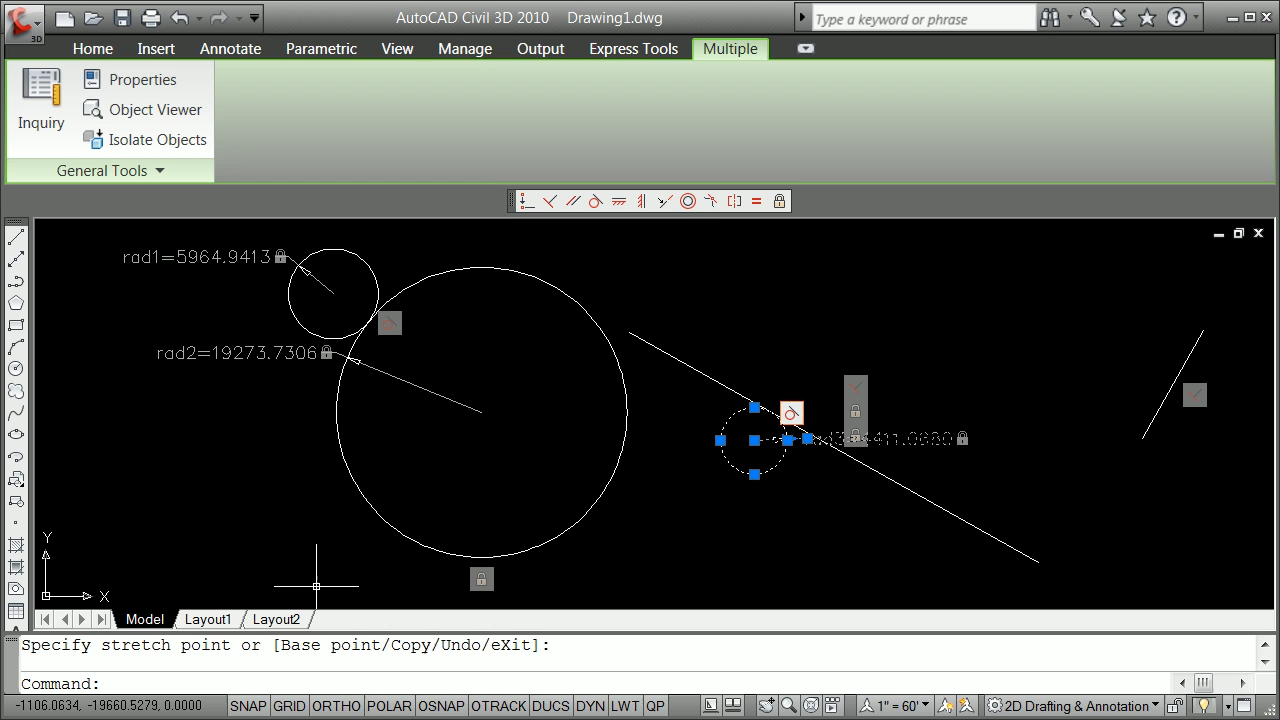 AutoCAD Civil 3D 2010 Drawing1.dwg
Type a keyword or phrase
3D
Home Insert Annotate Parametric View Manage Output Express Tools Multiple
Inquiry
Properties
Object Viewer
Isolate Objects
General Tools
rad1=5964.9413
rad2=19273.7306
Y
X
Model Layout1 Layout2
Specify stretch point or [Base point/Copy/Undo/eXit]:
Command:
-1106.0634, -19660.5279, 0.0000 SNAP GRID ORTHO POLAR OSNAP OTRACK DUCS DYN LWT QP 1" = 60' 2D Drafting & Annotation